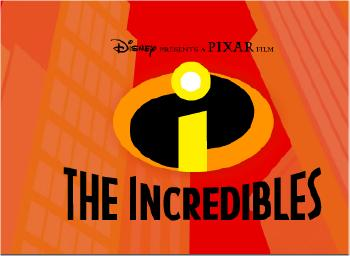 Disney PRESENTS A PIXAR FILM
i
THE INCREDIBLES